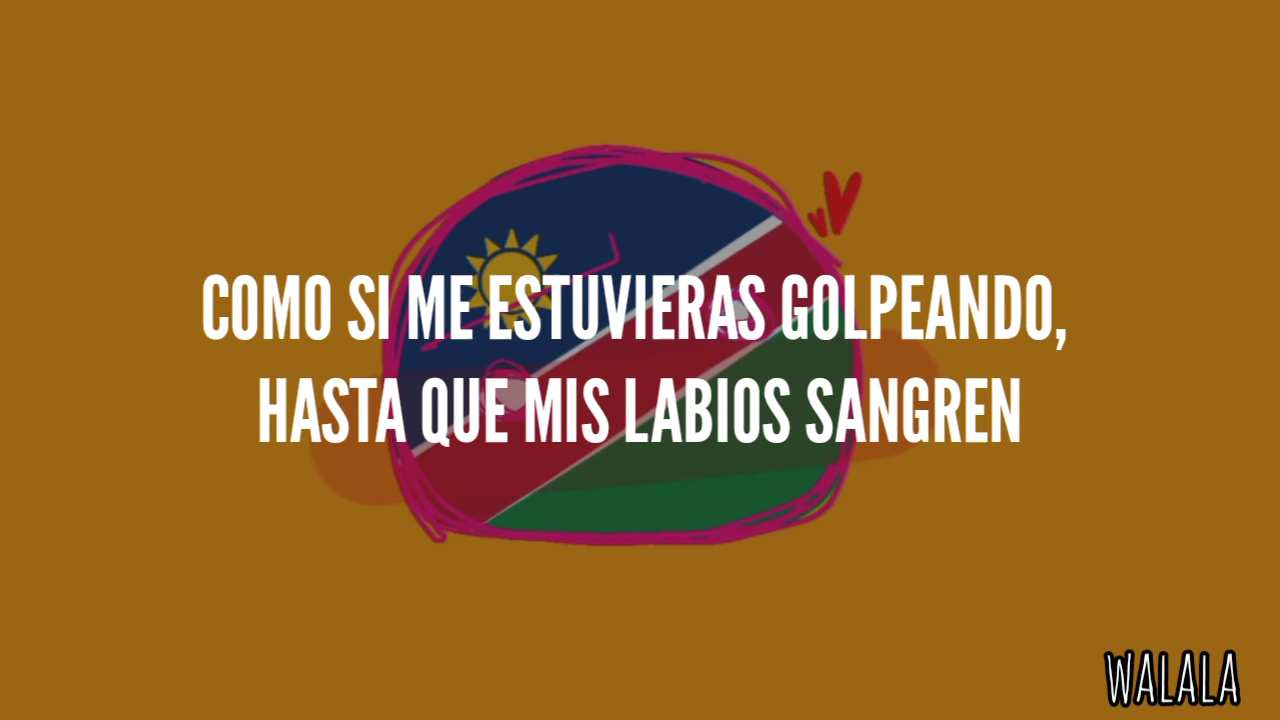 COMO SI ME ESTUVIERAS GOLPEANDO,
HASTA QUE MIS LABIOS SANGREN
WALALA